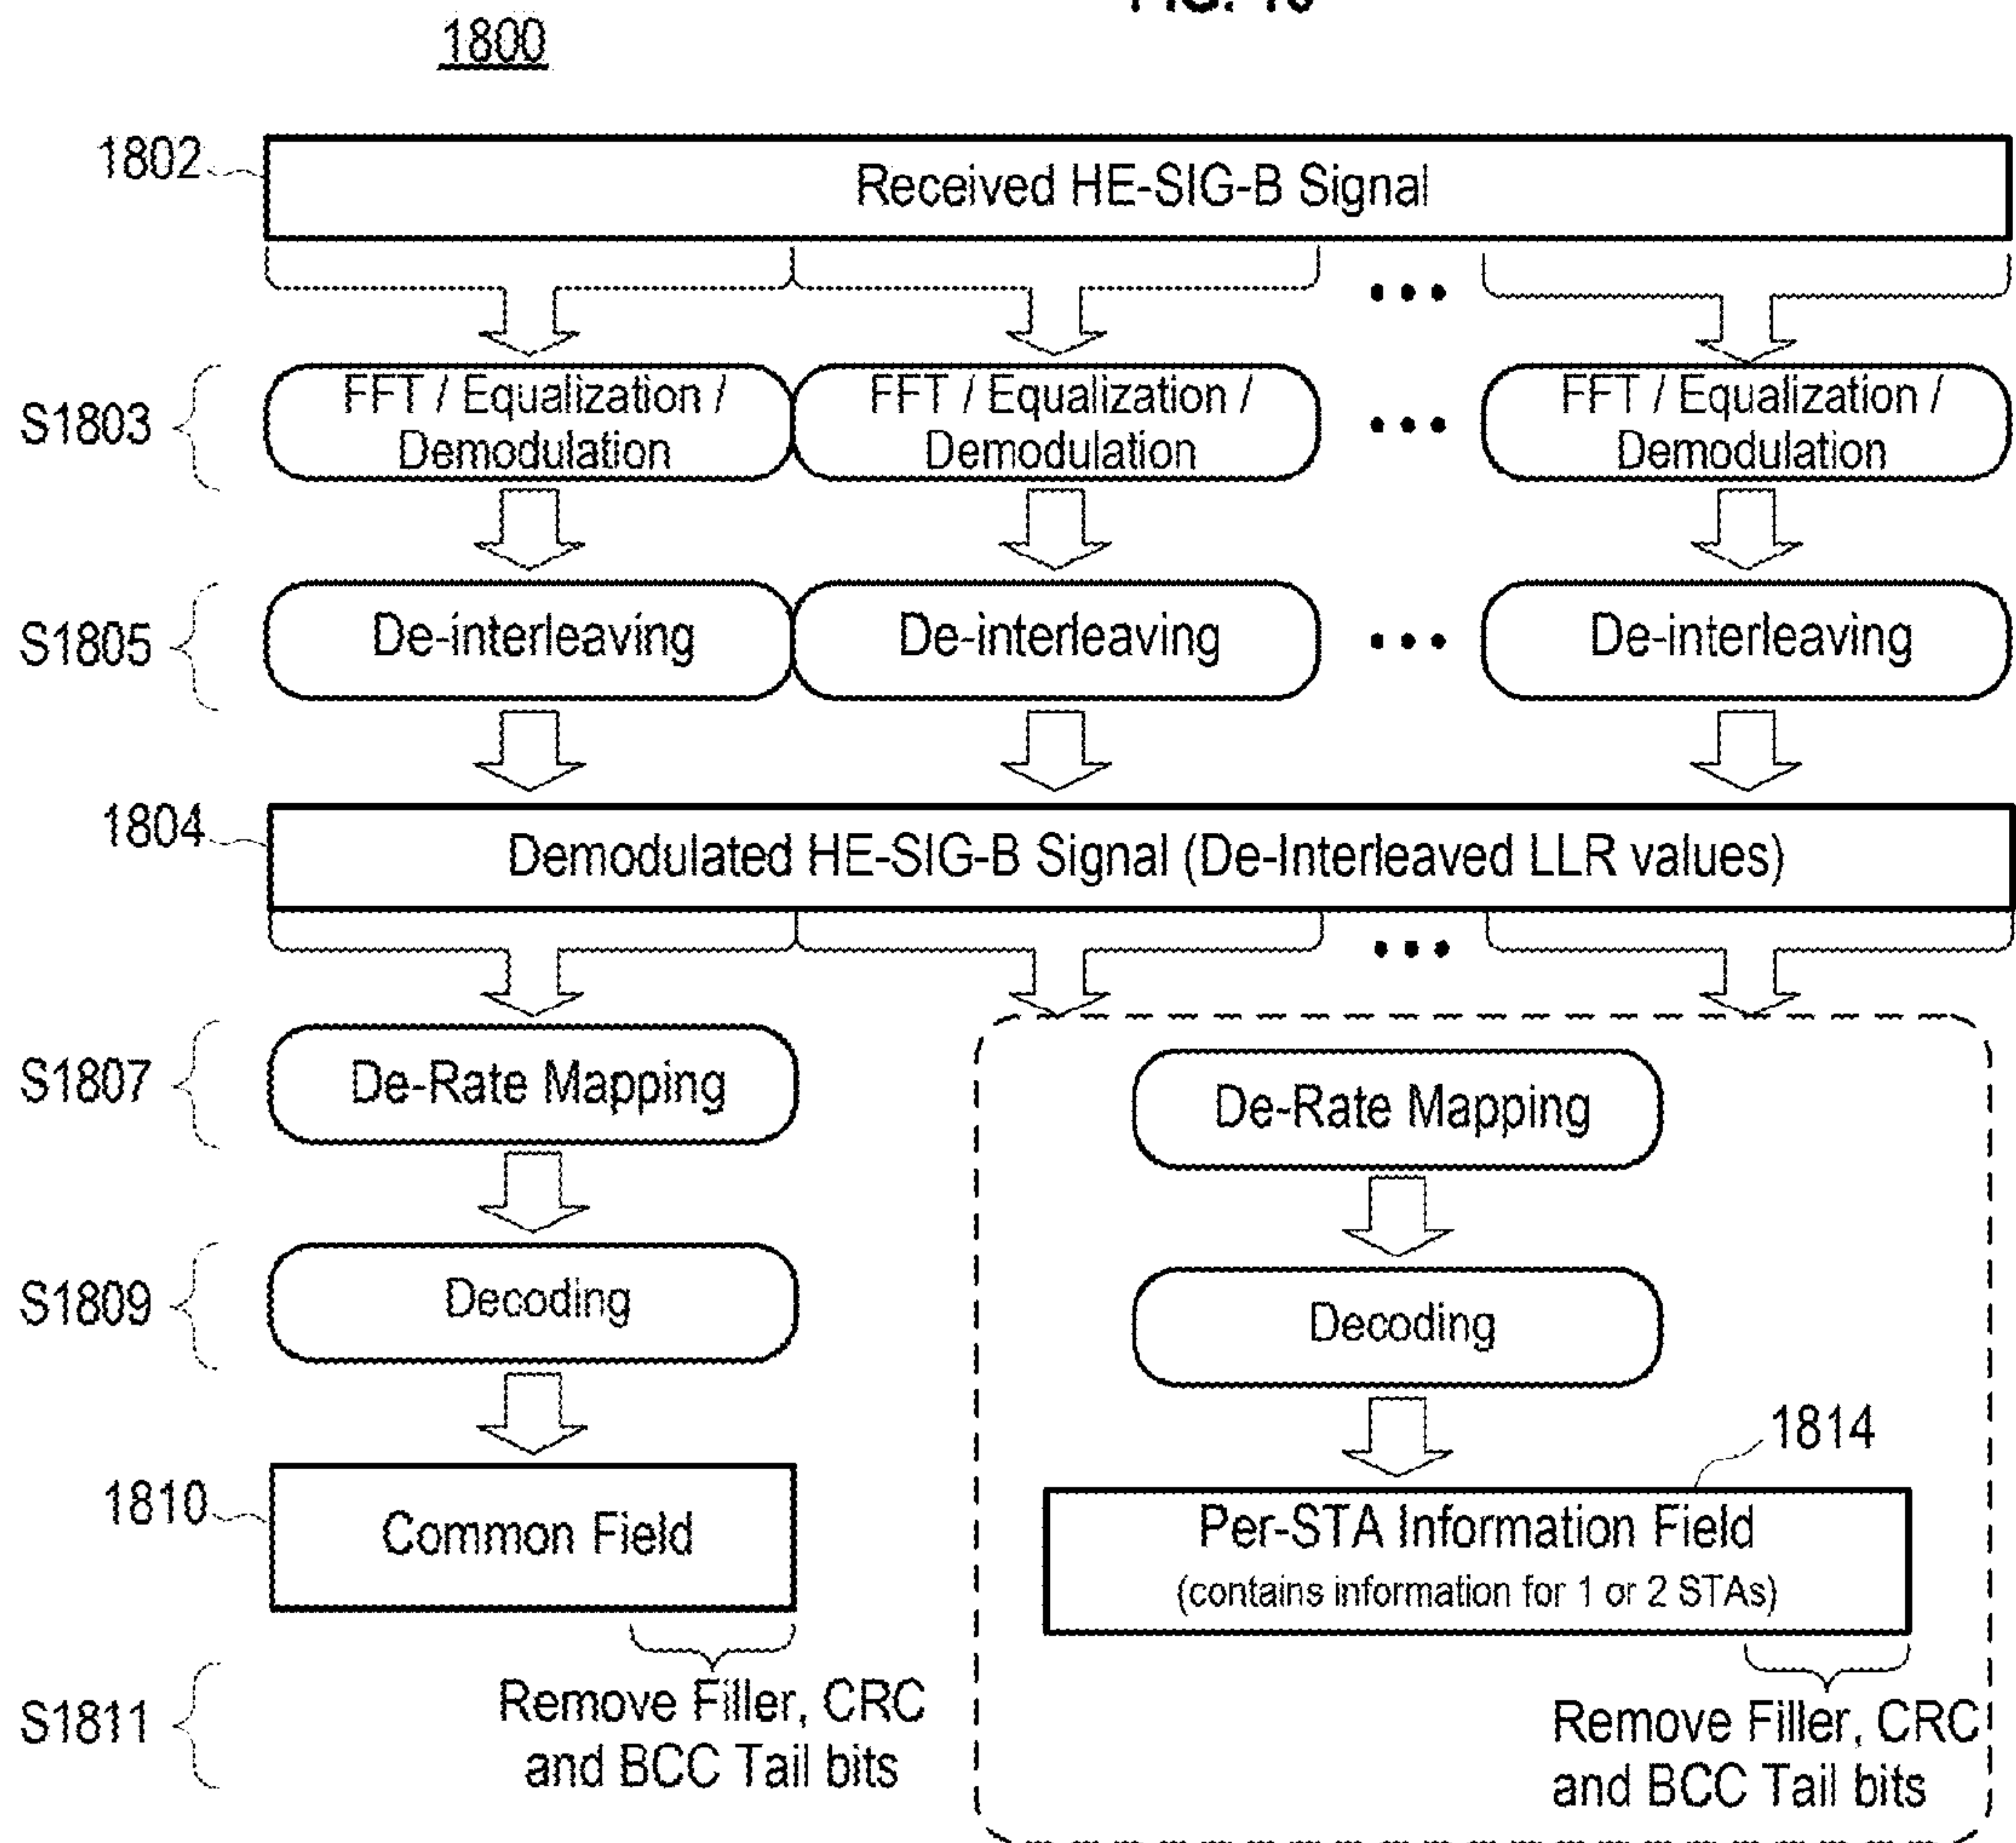 1800
1802
Received HE-SIG-B Signal
•••
S1803
FFT / Equalization /
Demodulation
FFT / Equalization /
Demodulation
•••
FFT / Equalization /
Demodulation
S1805
De-interleaving
De-interleaving
•••
De-interleaving
1804
Demodulated HE-SIG-B Signal (De-Interleaved LLR values)
•••
S1807
De-Rate Mapping
De-Rate Mapping
S1809
Decoding
Decoding
1814
1810
Common Field
Per-STA Information Field
(contains information for 1 or 2 STAs)
S1811
Remove Filler, CRC
and BCC Tail bits
Remove Filler, CRC
and BCC Tail bits